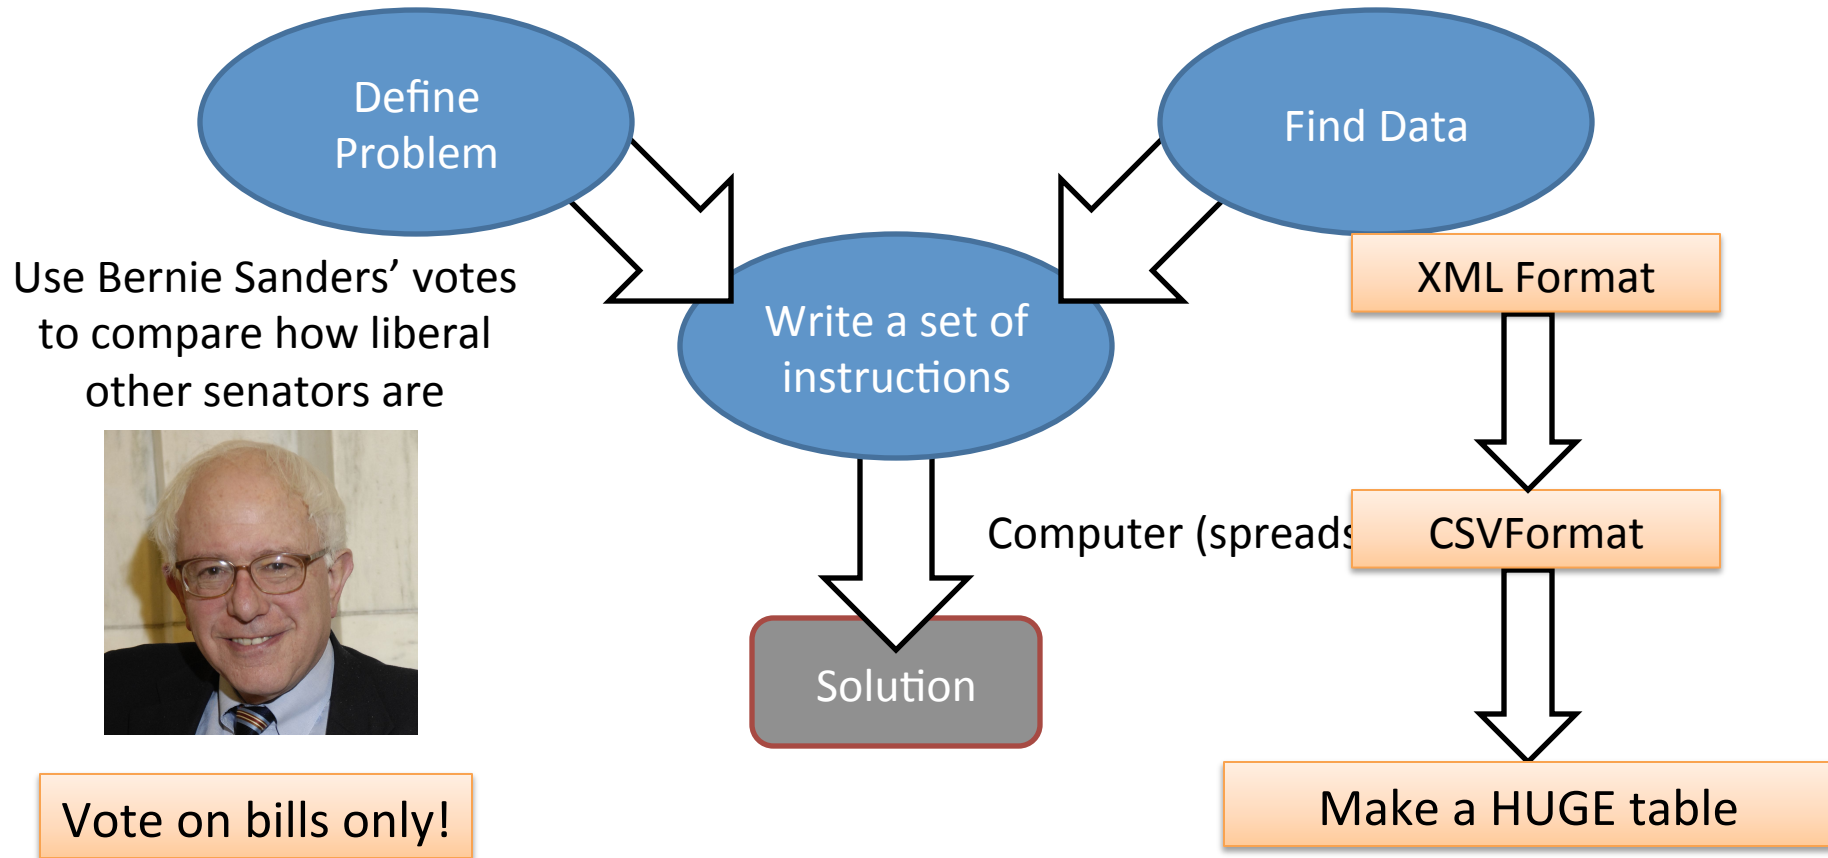 Define
Problem
Find Data
Use Bernie Sanders’ votes
to compare how liberal
other senators are
XML Format
Write a set of
instructions
Computer (spreads
CSVFormat
Solution
Vote on bills only!
Make a HUGE table